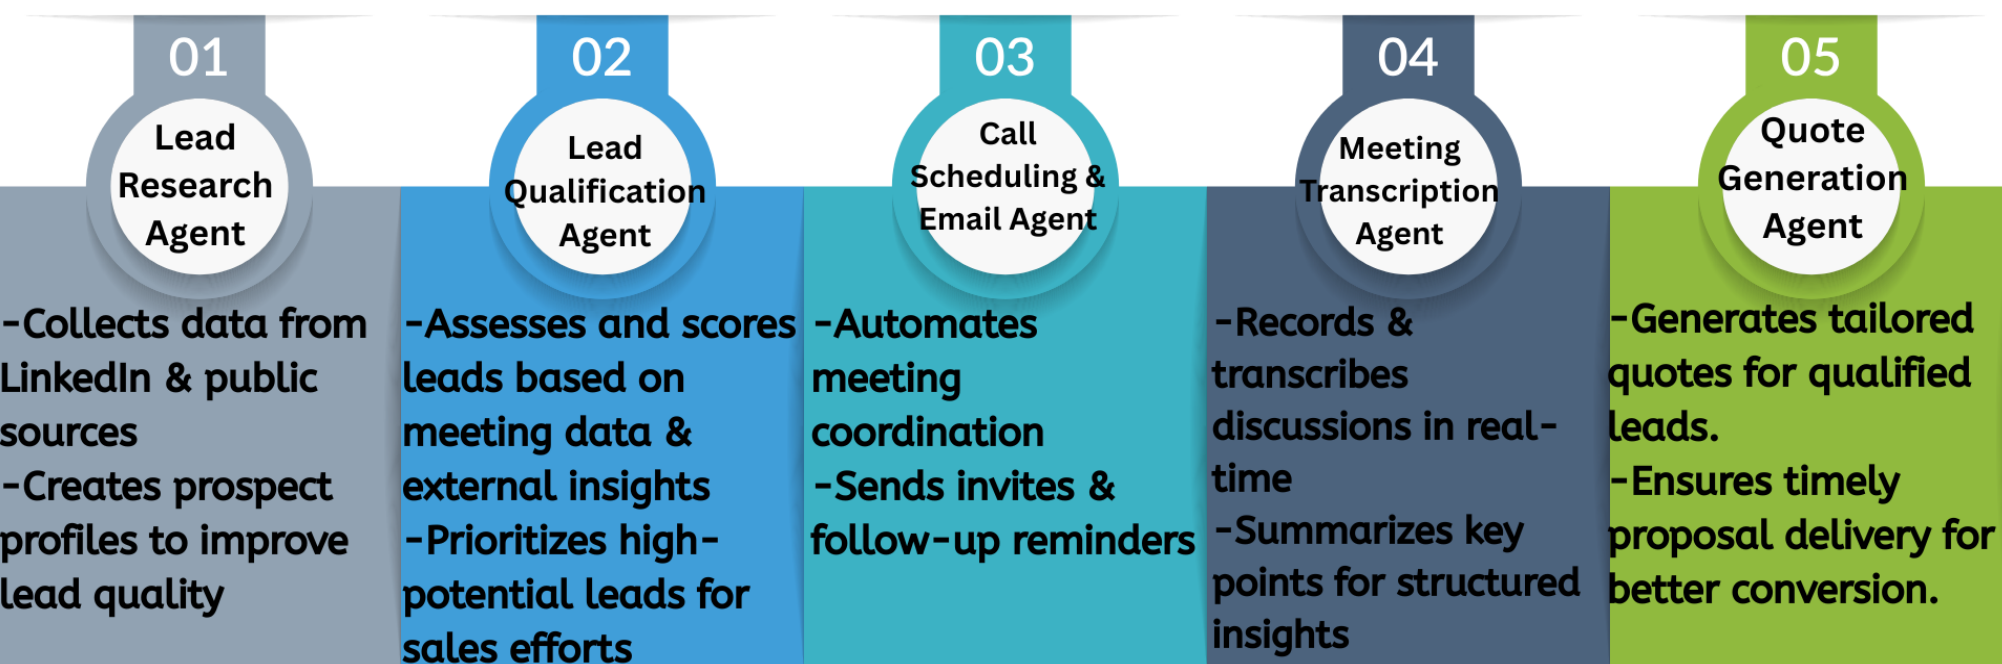 01
Lead
Research
Agent
-Collects data from
LinkedIn & public
sources
-Creates prospect
profiles to improve
lead quality
02
Lead
Qualification
Agent
-Assesses and scores
leads based on
meeting data &
external insights
-Prioritizes high-
potential leads for
sales efforts
03
Call
Scheduling &
Email Agent
-Automates
meeting
coordination
-Sends invites &
follow-up reminders
04
Meeting
Transcription
Agent
-Records &
transcribes
discussions in real-
time
-Summarizes key
points for structured
insights
05
Quote
Generation
Agent
-Generates tailored
quotes for qualified
leads.
-Ensures timely
proposal delivery for
better conversion.